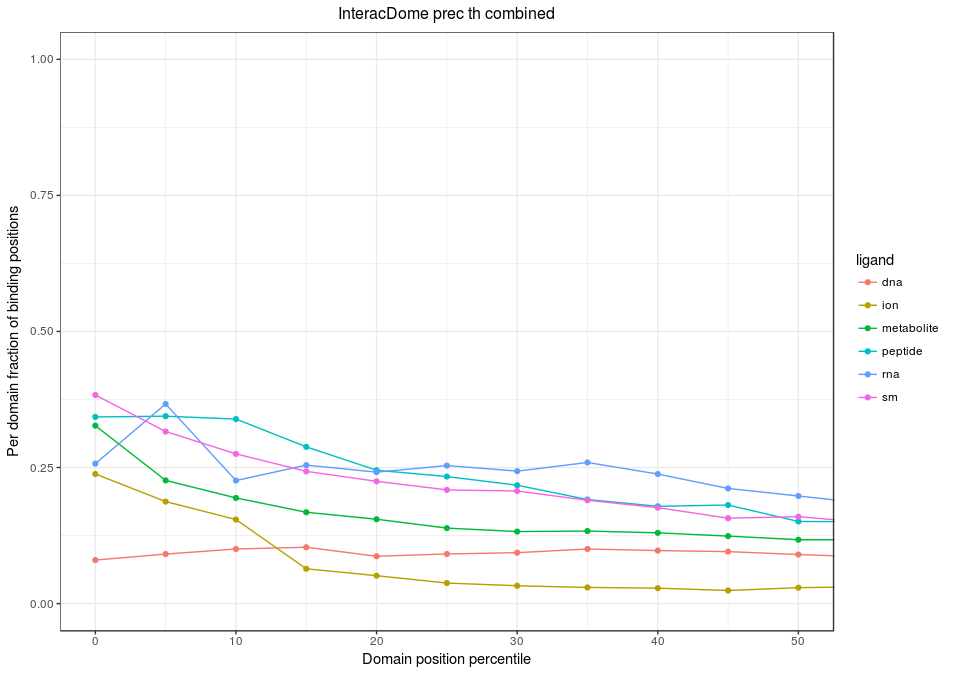 InteracDome prec th combined
Per domain fraction of binding positions
1.00
0.75
0.50
0.25
0.00
0 10 20 30 40 50
Domain position percentile
ligand
dna
ion
metabolite
peptide
rna
sm